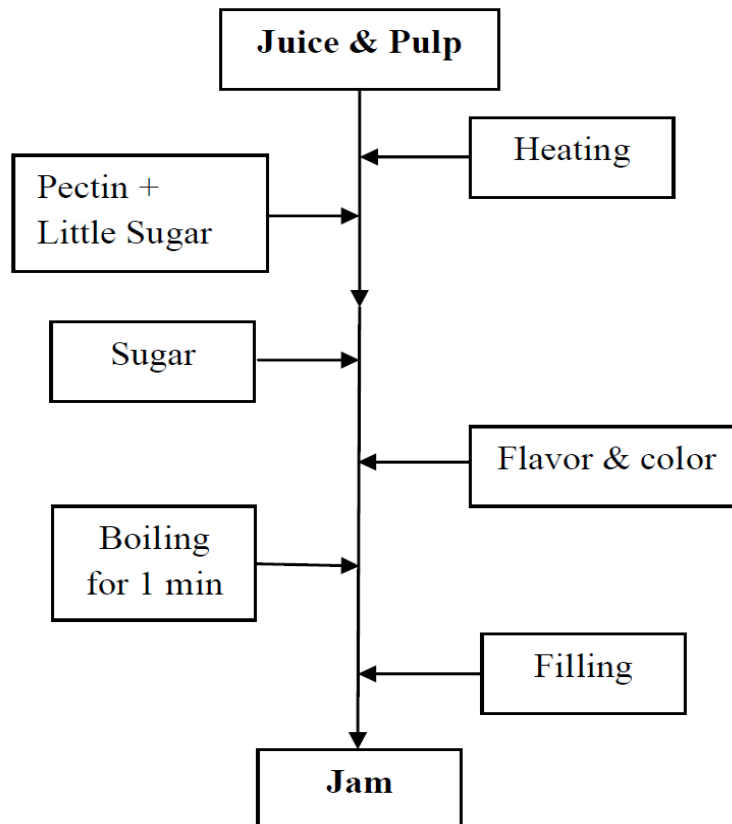 Juice & Pulp
Heating
Pectin +
Little Sugar
Sugar
Flavor & color
Boiling
for 1 min
Filling
Jam